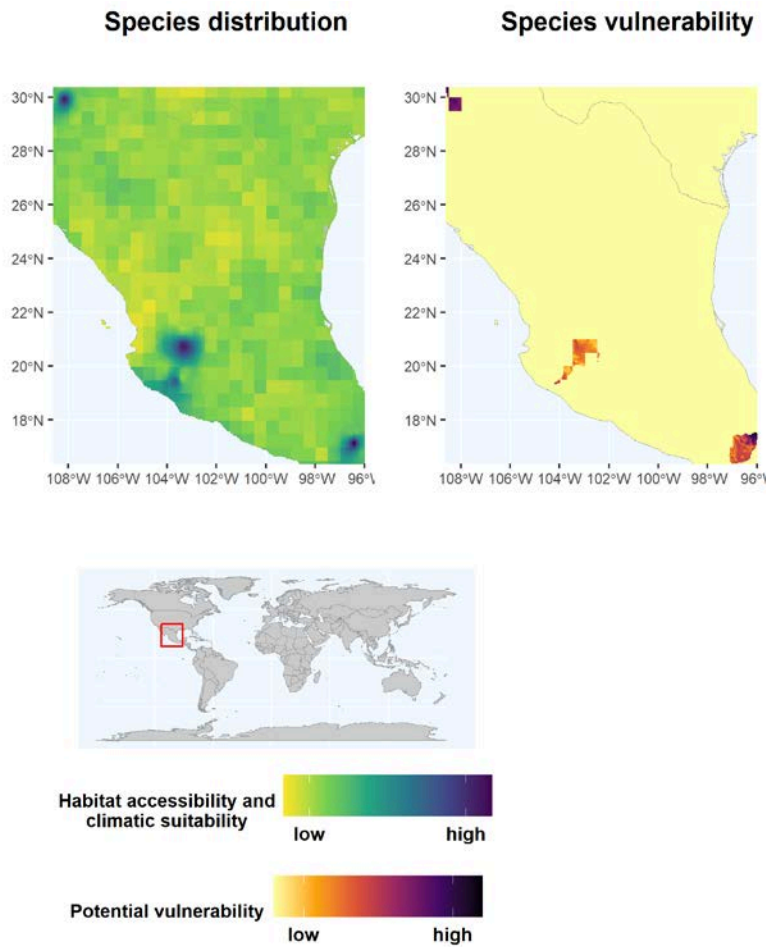 Species distribution
Species vulnerability
30°N
28°N
26°N
24°N
22°N
20°N
18°N
108°W 106°W 104°W 102°W 100°W 98°W 96°W
30°N
28°N
26°N
24°N
22°N
20°N
18°N
108°W 106°W 104°W 102°W 100°W 98°W 96°W
Habitat accessibility and
climatic suitability
low high
Potential vulnerability
low high